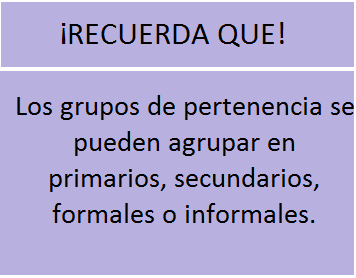 ¡RECUERDA QUE!
Los grupos de pertenencia se
pueden agrupar en
primarios, secundarios,
formales o informales.